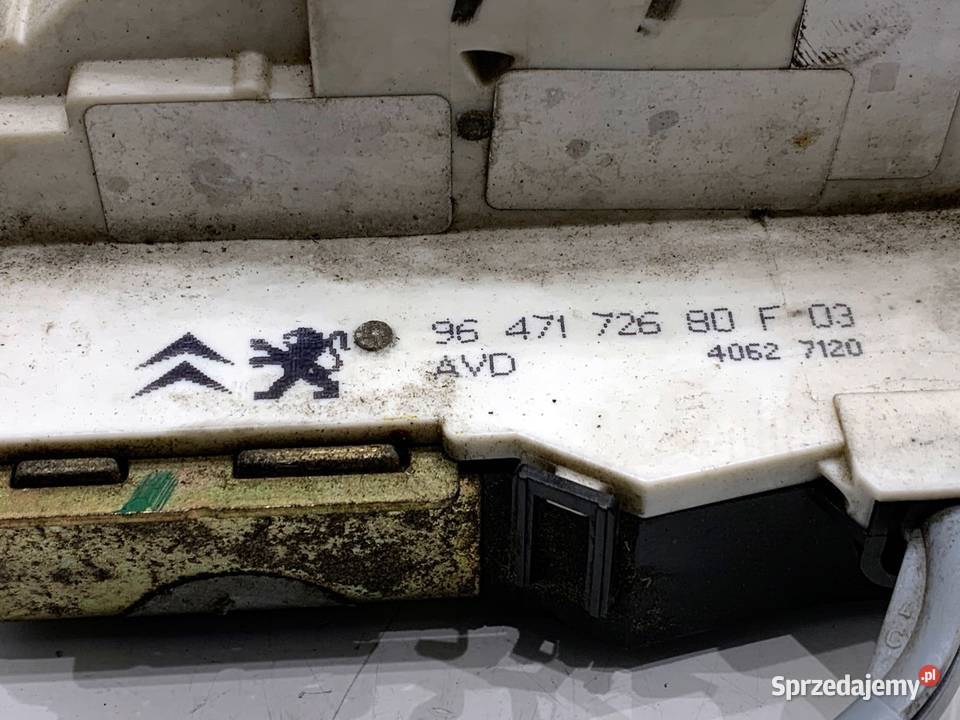 96 471 726 80 F 03
AVD 4062 7120
Sprzedajemy.pl